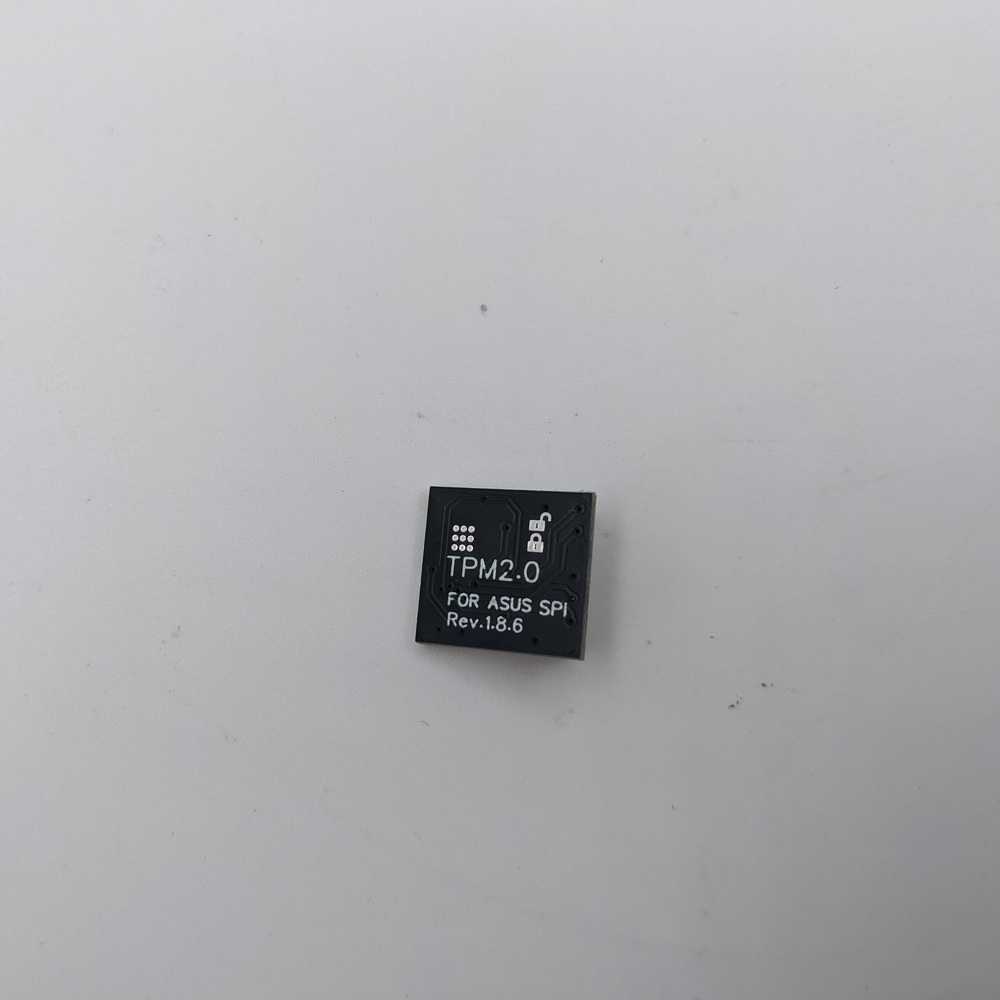 TPM2.0
FOR ASUS SPI
Rev.1.8.6